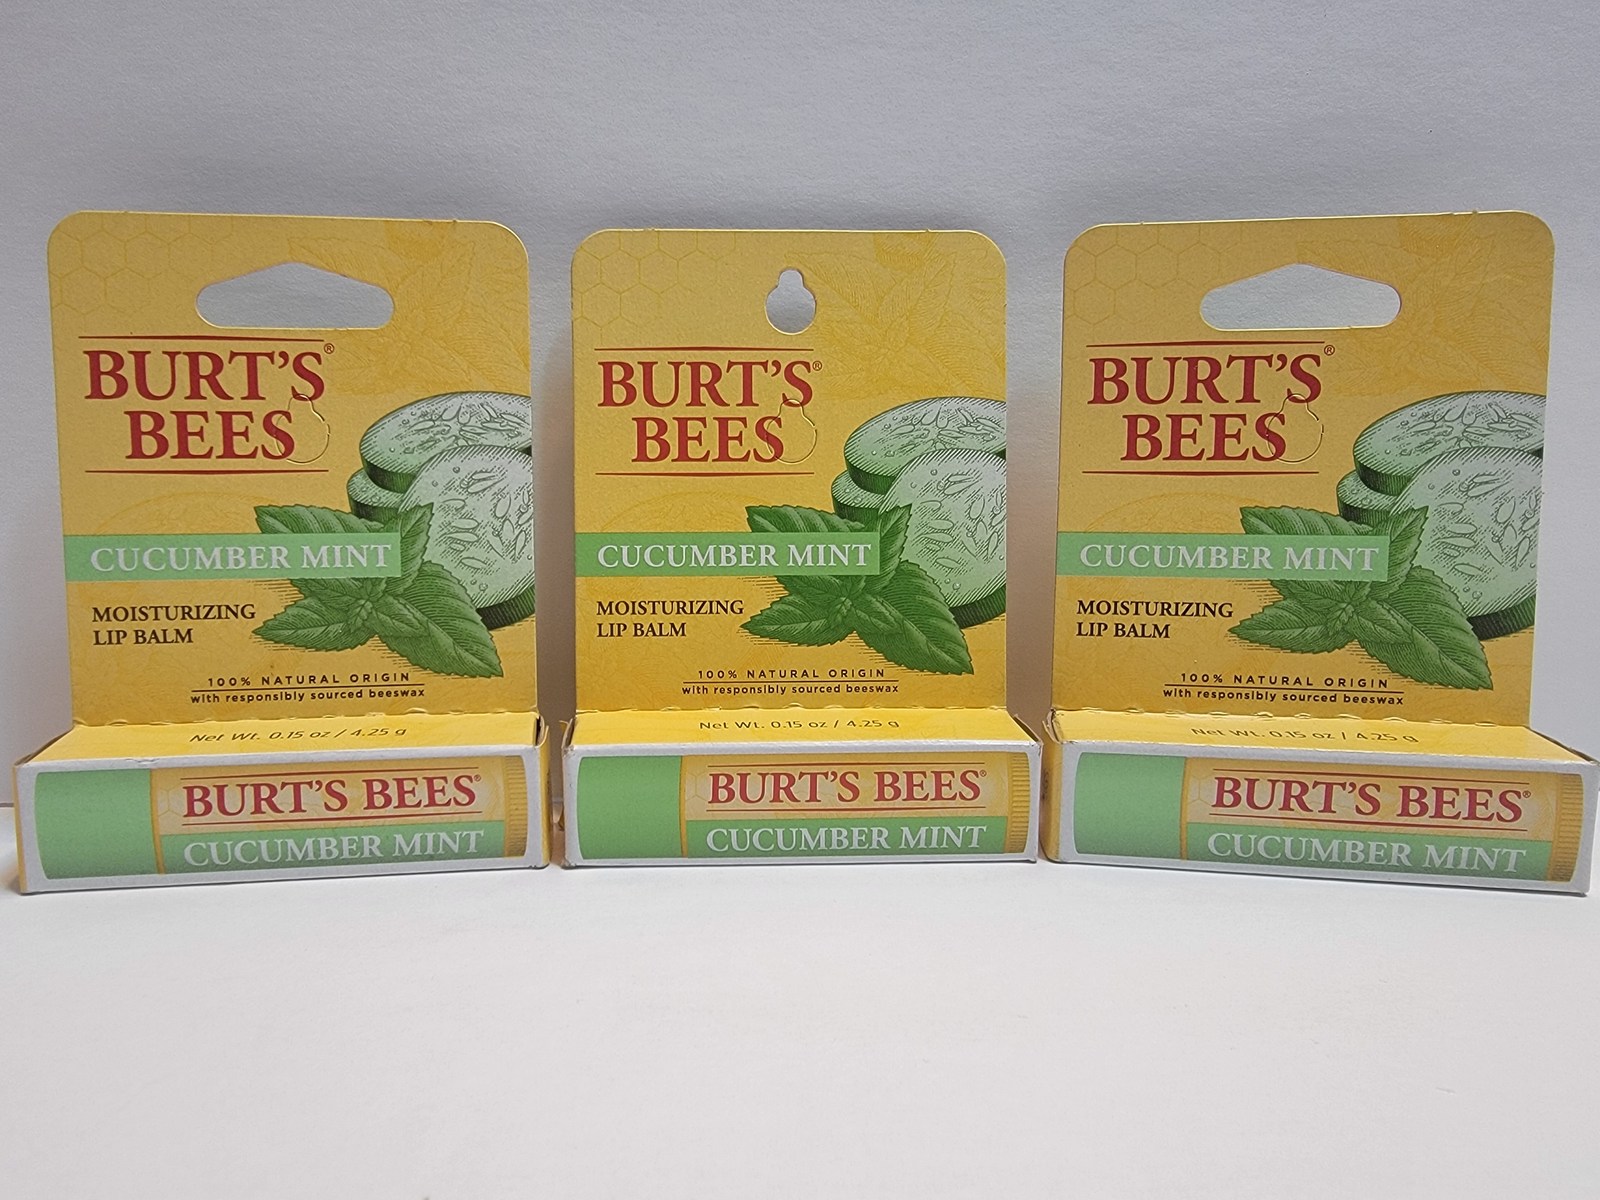 BURT'S®
BEES
CUCUMBER MINT
MOISTURIZING
LIP BALM
100% NATURAL ORIGIN
with responsibly sourced beeswax
Net Wt. 0.15 oz / 4.25 g
BURT'S BEES®
CUCUMBER MINT
BURT'S®
BEES
CUCUMBER MINT
MOISTURIZING
LIP BALM
100% NATURAL ORIGIN
with responsibly sourced beeswax
Net Wt. 0.15 oz / 4.25 g
BURT'S BEES®
CUCUMBER MINT
BURT'S®
BEES
CUCUMBER MINT
MOISTURIZING
LIP BALM
100% NATURAL ORIGIN
with responsibly sourced beeswax
Net Wt. 0.15 oz / 4.25 g
BURT'S BEES®
CUCUMBER MINT